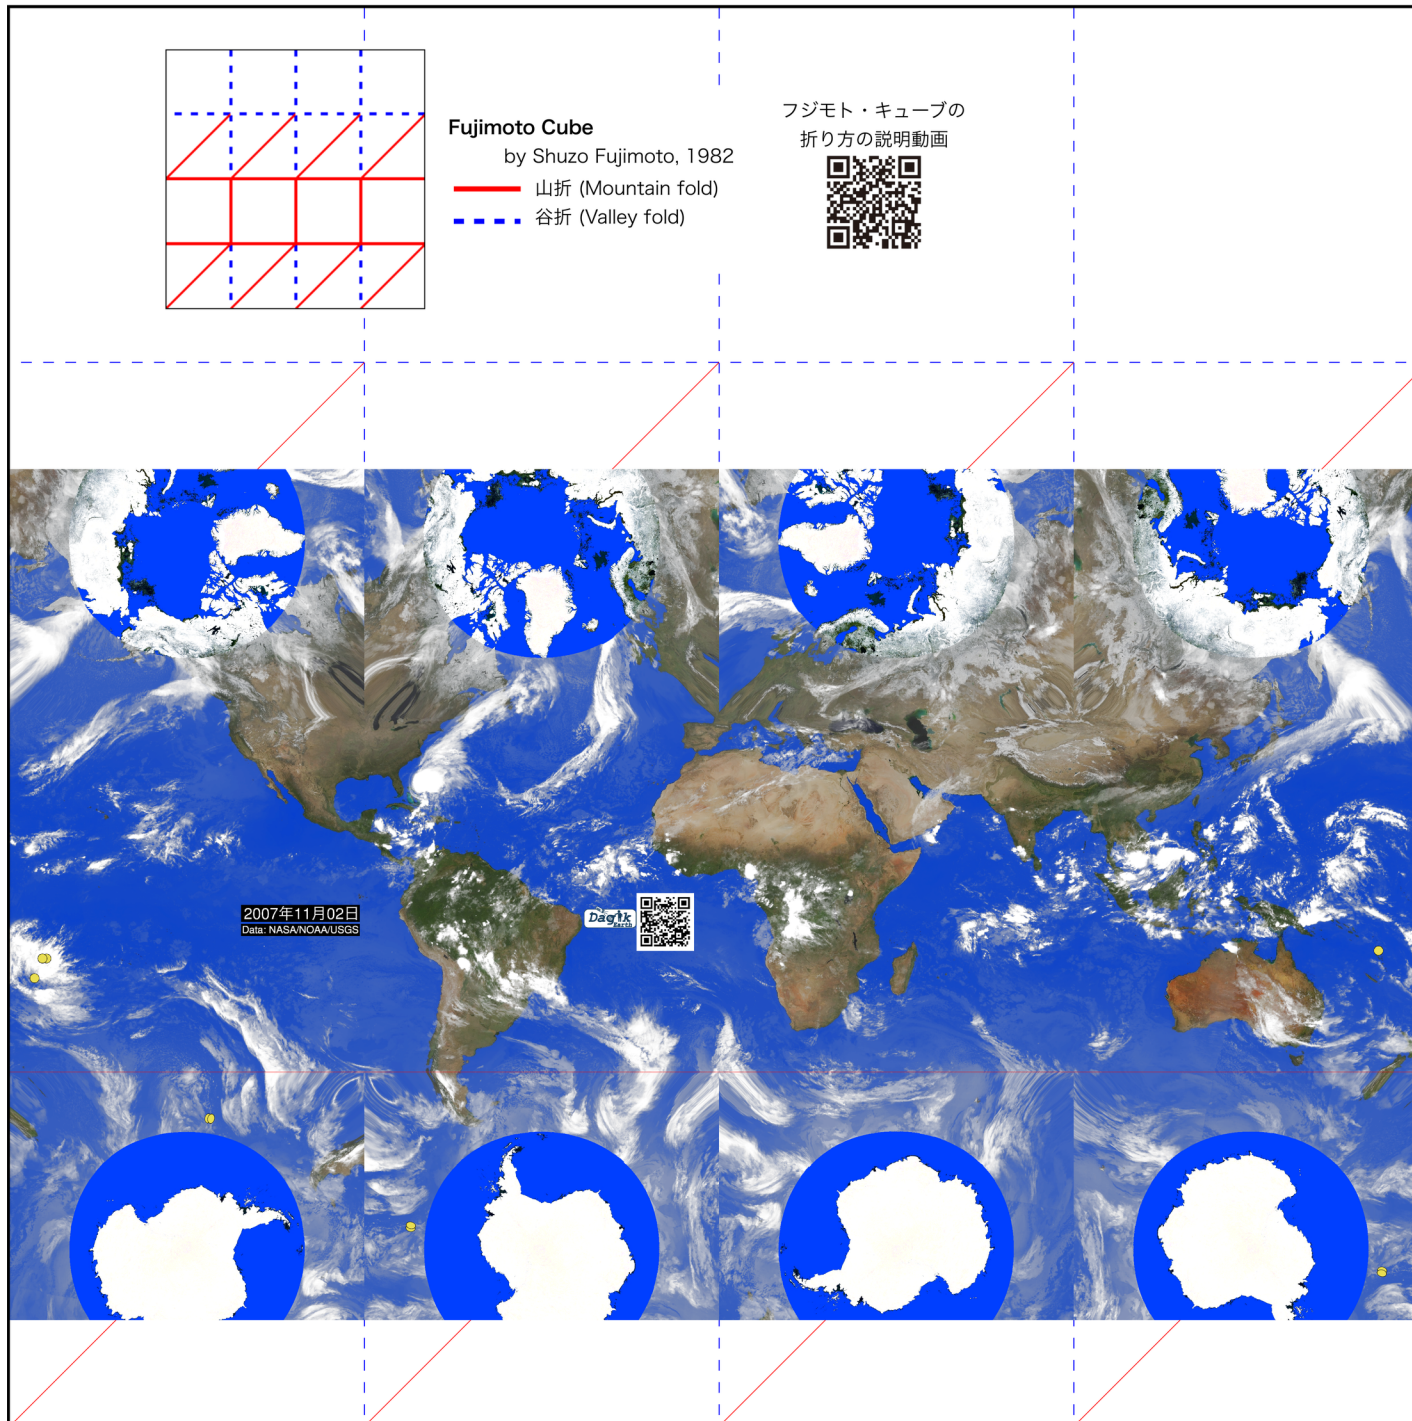 Fujimoto Cube
by Shuzo Fujimoto, 1982
山折 (Mountain fold)
谷折 (Valley fold)
フジモト・キューブの
折り方の説明動画
2007年11月02日
Data: NASA/NOAA/USGS
Dagik
Earth